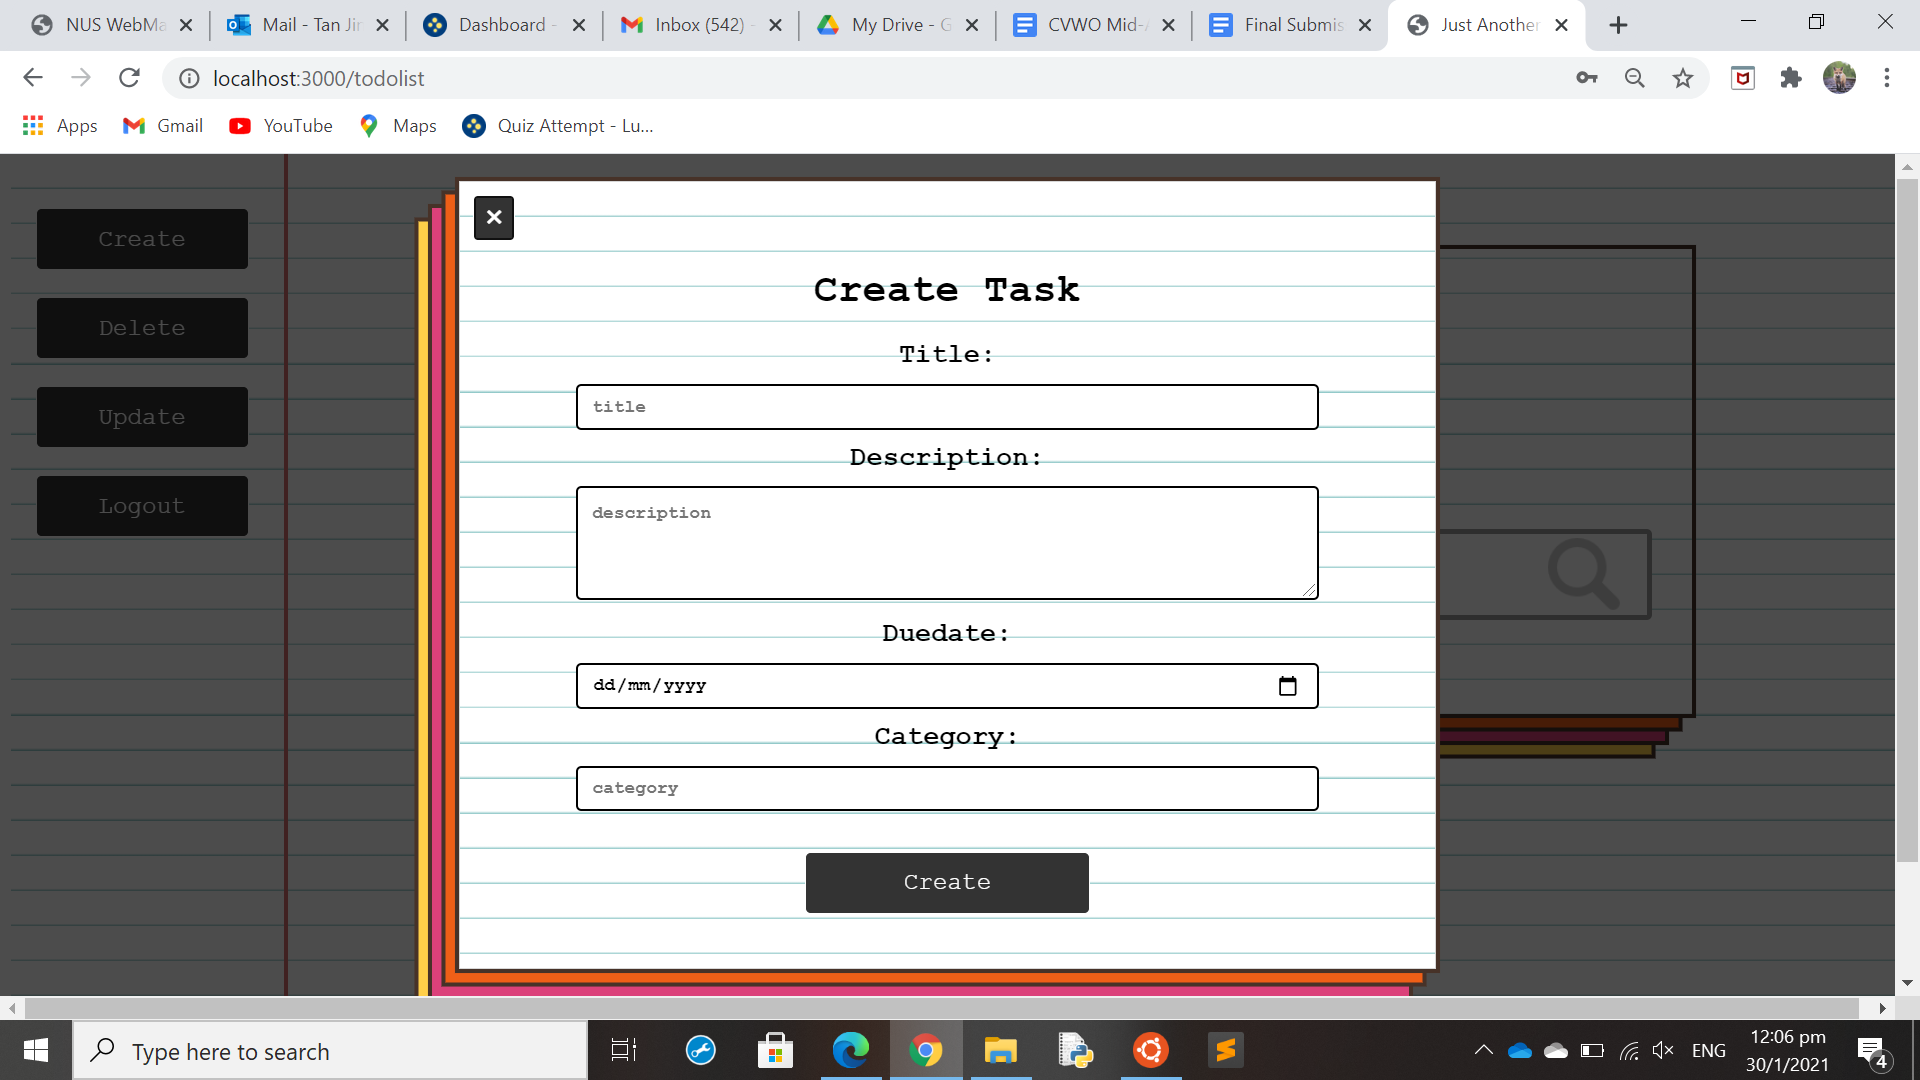 NUS WebMa
Mail - Tan Jir
Dashboard -
Inbox (542) -
My Drive - G
CVWO Mid-A
Final Submis
Just Another
localhost:3000/todolist
Apps
Gmail
YouTube
Maps
Quiz Attempt - Lu...
Create
Delete
Update
Logout
Create Task
Title:
title
Description:
description
Duedate:
dd/mm/yyyy
Category:
category
Create
Type here to search
ENG
12:06 pm
30/1/2021
4